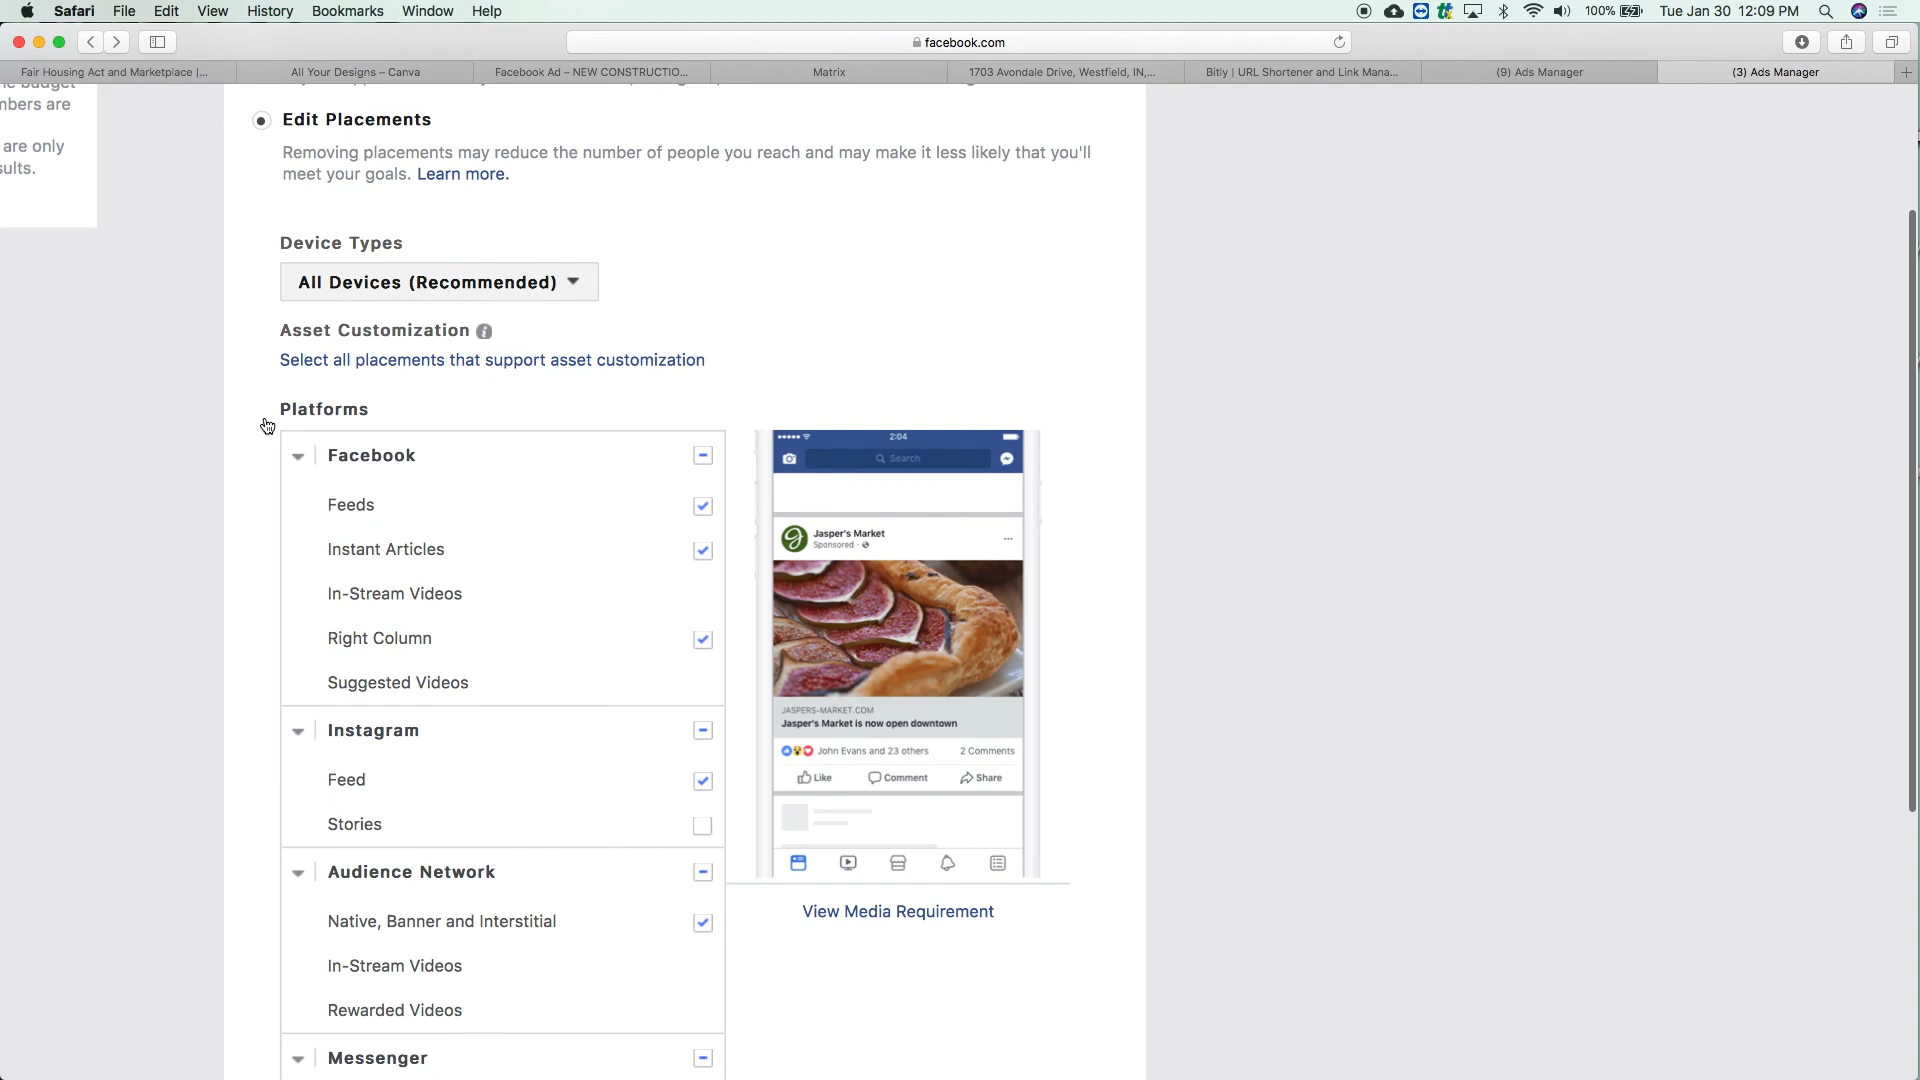 Safari File Edit View History Bookmarks Window Help
100% Tue Jan 30 12:09 PM
facebook.com
Fair Housing Act and Marketplace |...
All Your Designs – Canva
Facebook Ad – NEW CONSTRUCTIO...
Matrix
1703 Avondale Drive, Westfield, IN,...
Bitly | URL Shortener and Link Mana...
(9) Ads Manager
(3) Ads Manager
budget
mbers are
are only
sults.
Edit Placements
Removing placements may reduce the number of people you reach and may make it less likely that you'll
meet your goals. Learn more.
Device Types
All Devices (Recommended)
Asset Customization
Select all placements that support asset customization
Platforms
Facebook
Feeds
Instant Articles
In-Stream Videos
Right Column
Suggested Videos
Instagram
Feed
Stories
Audience Network
Native, Banner and Interstitial
In-Stream Videos
Rewarded Videos
Messenger
2:04
Search
Jasper's Market
Sponsored ·
JASPERS-MARKET.COM
Jasper's Market is now open downtown
John Evans and 23 others 2 Comments
Like Comment Share
View Media Requirement